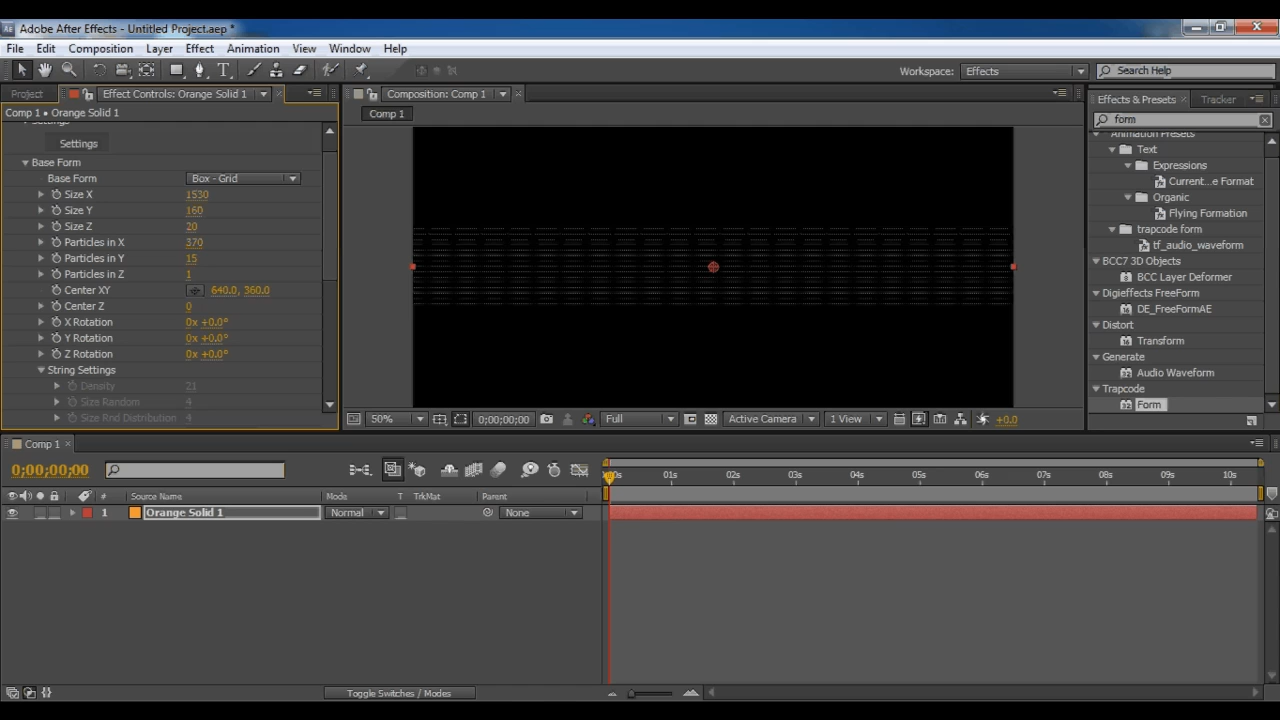 Adobe After Effects - Untitled Project.aep *
File Edit Composition Layer Effect Animation View Window Help
Workspace: Effects Search Help
Project Effect Controls: Orange Solid 1 Composition: Comp 1 Effects & Presets Tracker
Comp 1 • Orange Solid 1
Comp 1
form
Settings
Settings
Base Form
Base Form Box - Grid
Size X 1530
Size Y 160
Size Z 20
Particles in X 370
Particles in Y 15
Particles in Z 1
Center XY 640.0, 360.0
Center Z 0
X Rotation 0x +0.0°
Y Rotation 0x +0.0°
Z Rotation 0x +0.0°
String Settings
Density 21
Size Random 4
Size Rnd Distribution 4
Animation Presets
Text
Expressions
Current...e Format
Organic
Flying Formation
trapcode form
tf_audio_waveform
BCC7 3D Objects
BCC Layer Deformer
Digieffects FreeForm
DE_FreeFormAE
Distort
Transform
Generate
Audio Waveform
Trapcode
Form
50% 0;00;00;00 Full Active Camera 1 View +0.0
Comp 1
0;00;00;00
# Source Name Mode T TrkMat Parent
1 Orange Solid 1 Normal None
01s 02s 03s 04s 05s 06s 07s 08s 09s 10s
Toggle Switches / Modes